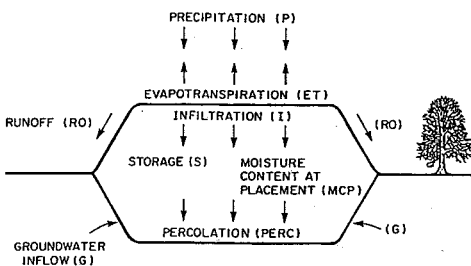 PRECIPITATION (P)
EVAPOTRANSPIRATION (ET)
INFILTRATION (I)
RUNOFF (RO)
(RO)
STORAGE (S)
MOISTURE
CONTENT AT
PLACEMENT (MCP)
PERCOLATION (PERC)
(G)
GROUNDWATER
INFLOW (G)